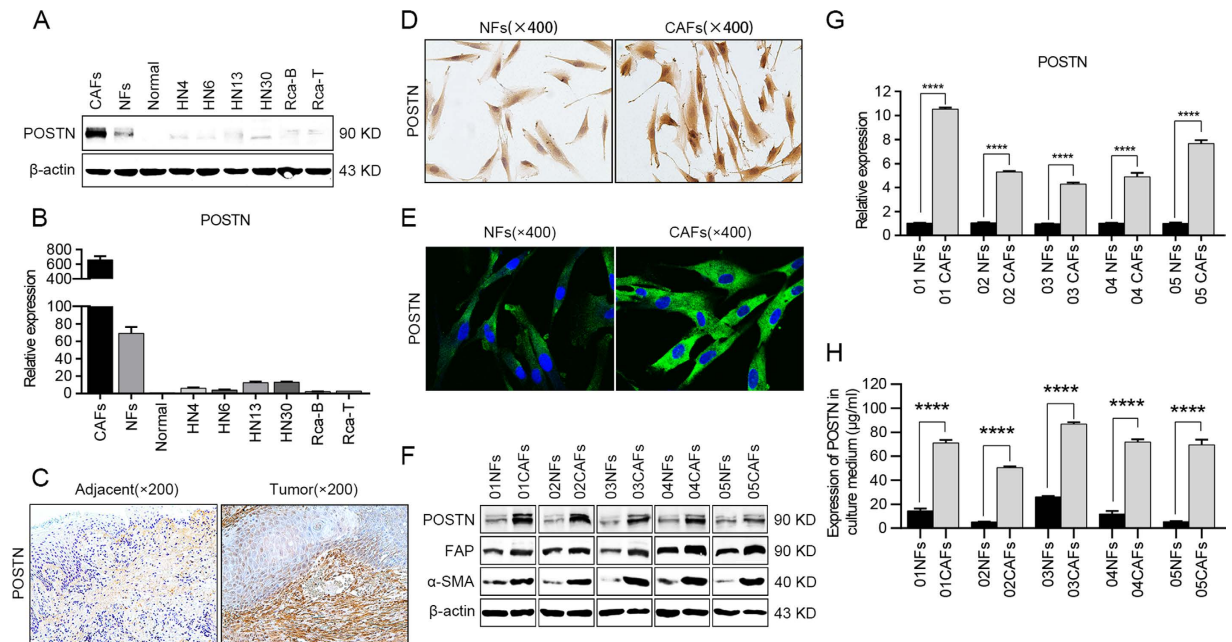 A
CAFs
NFs
Normal
HN4
HN6
HN13
HN30
Rca-B
Rca-T
POSTN
90 KD
β-actin
43 KD
B
POSTN
Relative expression
800
600
400
100
80
60
40
20
0
CAFs
NFs
Normal
HN4
HN6
HN13
HN30
Rca-B
Rca-T
C
Adjacent(×200)
Tumor(×200)
POSTN
D
NFs(×400)
CAFs(×400)
POSTN
E
NFs(×400)
CAFs(×400)
POSTN
F
01NFs
01CAFs
02NFs
02CAFs
03NFs
03CAFs
04NFs
04CAFs
05NFs
05CAFs
POSTN
90 KD
FAP
90 KD
α-SMA
40 KD
β-actin
43 KD
G
POSTN
Relative expression
12
10
8
6
4
2
0
****
****
****
****
****
01 NFs
01 CAFs
02 NFs
02 CAFs
03 NFs
03 CAFs
04 NFs
04 CAFs
05 NFs
05 CAFs
H
Expression of POSTN in
culture medium (μg/ml)
120
100
80
60
40
20
0
****
****
****
****
****
01NFs
01CAFs
02NFs
02CAFs
03NFs
03CAFs
04NFs
04CAFs
05NFs
05CAFs